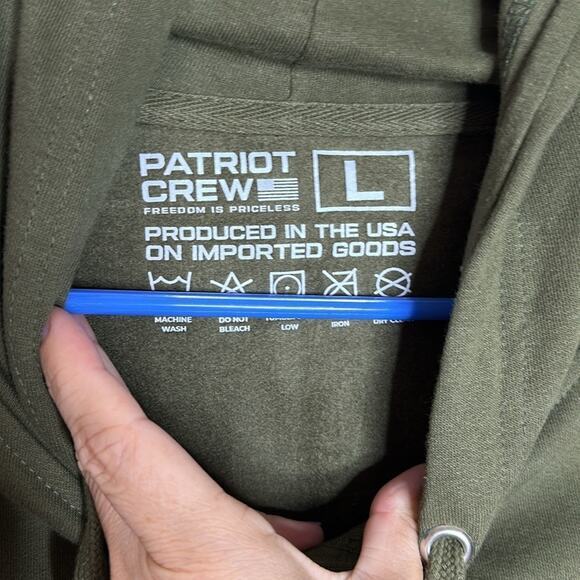 PATRIOT
CREW
L
FREEDOM IS PRICELESS
PRODUCED IN THE USA
ON IMPORTED GOODS
MACHINE
WASH
DO NOT
BLEACH
LOW
IRON